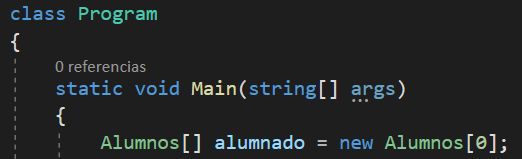 class Program
{
0 referencias
static void Main(string[] args)
{
Alumnos[] alumnado = new Alumnos[0];